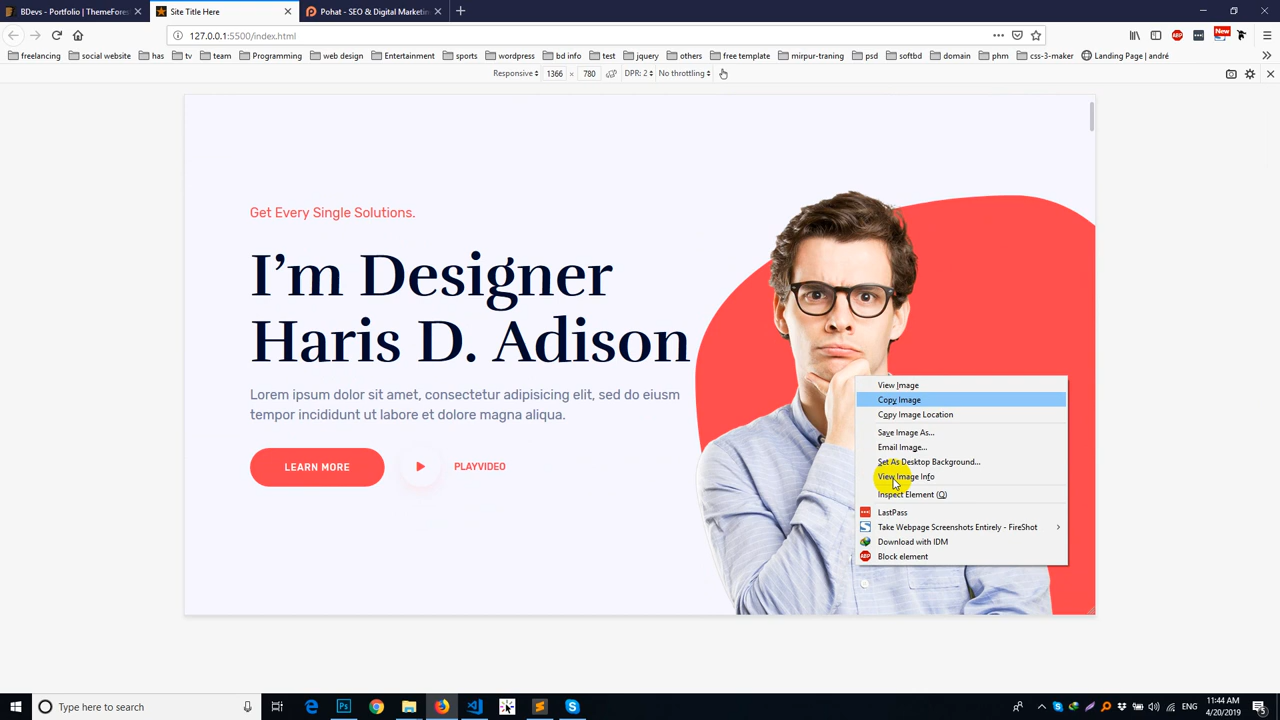 BDevs - Portfolio | ThemeFores
Site Title Here
Pohat - SEO & Digital Marketin
127.0.0.1:5500/index.html
New
ABP
freelancing
social website
has
tv
team
Programming
web design
Entertainment
sports
wordpress
bd info
test
jquery
others
free template
mirpur-traning
psd
softbd
domain
phm
css-3-maker
Landing Page | andré
Responsive
1366 × 780
DPR: 2
No throttling
Get Every Single Solutions.
I'm Designer
Haris D. Adison
Lorem ipsum dolor sit amet, consectetur adipisicing elit, sed do eiusm
tempor incididunt ut labore et dolore magna aliqua.
LEARN MORE
PLAYVIDEO
View Image
Copy Image
Copy Image Location
Save Image As...
Email Image...
Set As Desktop Background...
View Image Info
Inspect Element (Q)
LastPass
Take Webpage Screenshots Entirely - FireShot
Download with IDM
ABP
Block element
Type here to search
Ps
ENG
11:44 AM
4/20/2019
5